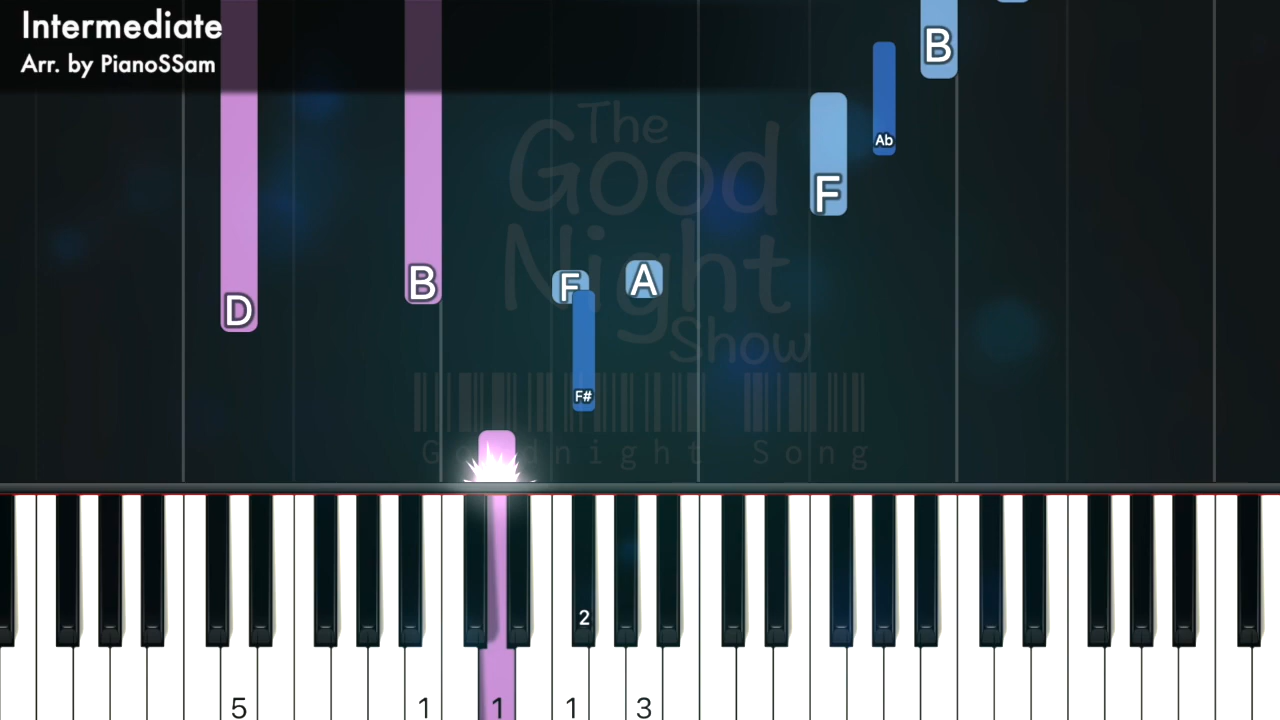 Intermediate
Arr. by PianoSSam
B
Ab
F
The
Good
Night
Show
D
B
F
A
F#
Goodnight Song
2
5
1
1
1
3